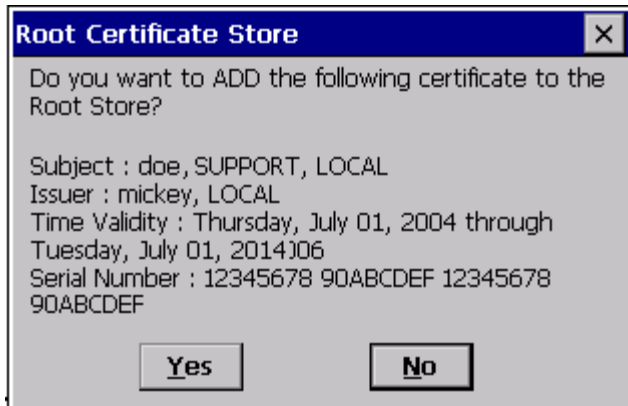 Root Certificate Store
Do you want to ADD the following certificate to the
Root Store?
Subject : doe, SUPPORT, LOCAL
Issuer : mickey, LOCAL
Time Validity : Thursday, July 01, 2004 through
Tuesday, July 01, 2014)06
Serial Number : 12345678 90ABCDEF 12345678
90ABCDEF
Yes No